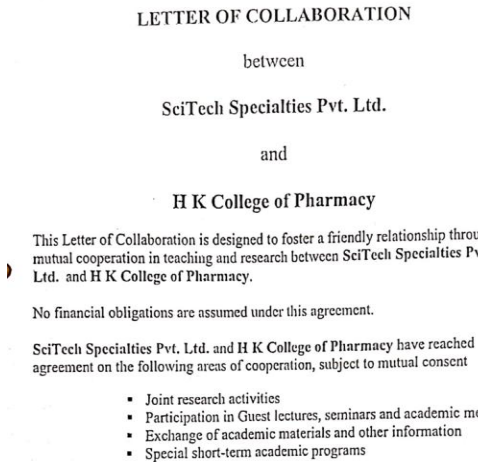 LETTER OF COLLABORATION
between
SciTech Specialties Pvt. Ltd.
and
H K College of Pharmacy
This Letter of Collaboration is designed to foster a friendly relationship throu
mutual cooperation in teaching and research between SciTech Specialties Pv
Ltd. and H K College of Pharmacy.
No financial obligations are assumed under this agreement.
SciTech Specialties Pvt. Ltd. and H K College of Pharmacy have reached
agreement on the following areas of cooperation, subject to mutual consent
▪ Joint research activities
▪ Participation in Guest lectures, seminars and academic me
▪ Exchange of academic materials and other information
▪ Special short-term academic programs